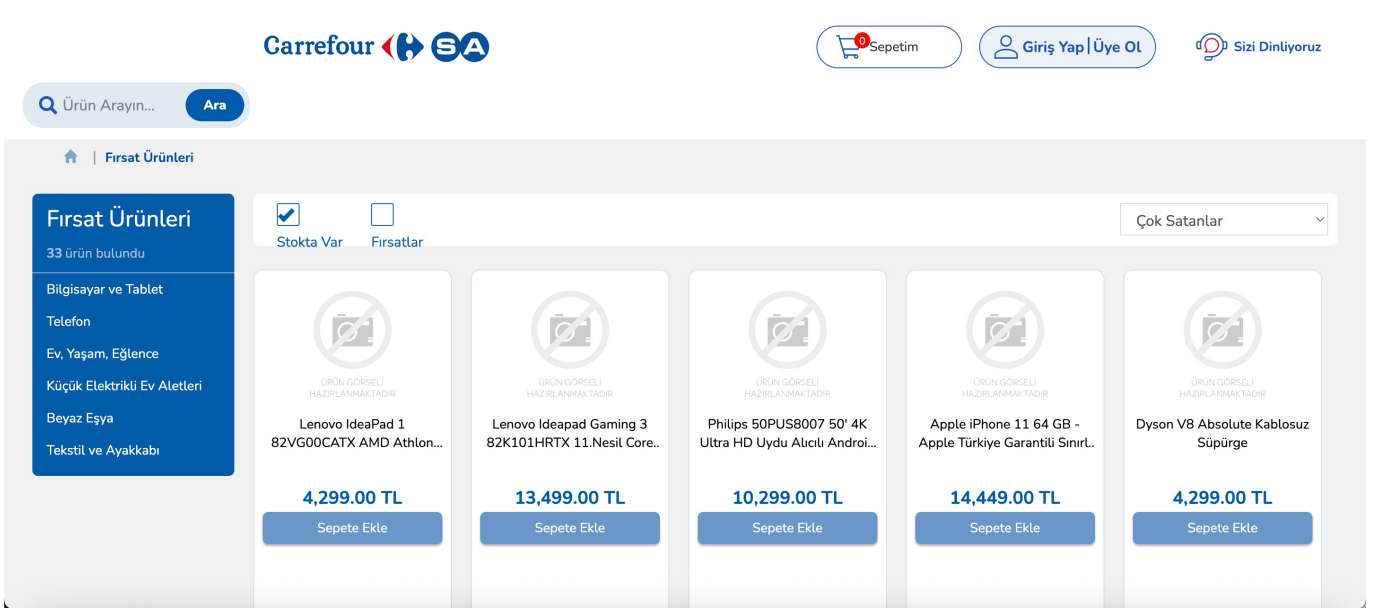 Carrefour SA
0 Sepetim
Giriş Yap | Üye Ol
Sizi Dinliyoruz
Ürün Arayın...
Ara
| Fırsat Ürünleri
Fırsat Ürünleri
33 ürün bulundu
Bilgisayar ve Tablet
Telefon
Ev, Yaşam, Eğlence
Küçük Elektrikli Ev Aletleri
Beyaz Eşya
Tekstil ve Ayakkabı
Stokta Var
Fırsatlar
Çok Satanlar
ÜRÜN GÖRSELİ
HAZIRLANMAKTADIR
Lenovo IdeaPad 1
82VG00CATX AMD Athlon...
4,299.00 TL
Sepete Ekle
ÜRÜN GÖRSELİ
HAZIRLANMAKTADIR
Lenovo Ideapad Gaming 3
82K101HRTX 11.Nesil Core..
13,499.00 TL
Sepete Ekle
ÜRÜN GÖRSELİ
HAZIRLANMAKTADIR
Philips 50PUS8007 50' 4K
Ultra HD Uydu Alıcılı Androi...
10,299.00 TL
Sepete Ekle
ÜRÜN GÖRSELİ
HAZIRLANMAKTADIR
Apple iPhone 11 64 GB -
Apple Türkiye Garantili Sınırl..
14,449.00 TL
Sepete Ekle
ÜRÜN GÖRSELİ
HAZIRLANMAKTADIR
Dyson V8 Absolute Kablosuz
Süpürge
4,299.00 TL
Sepete Ekle